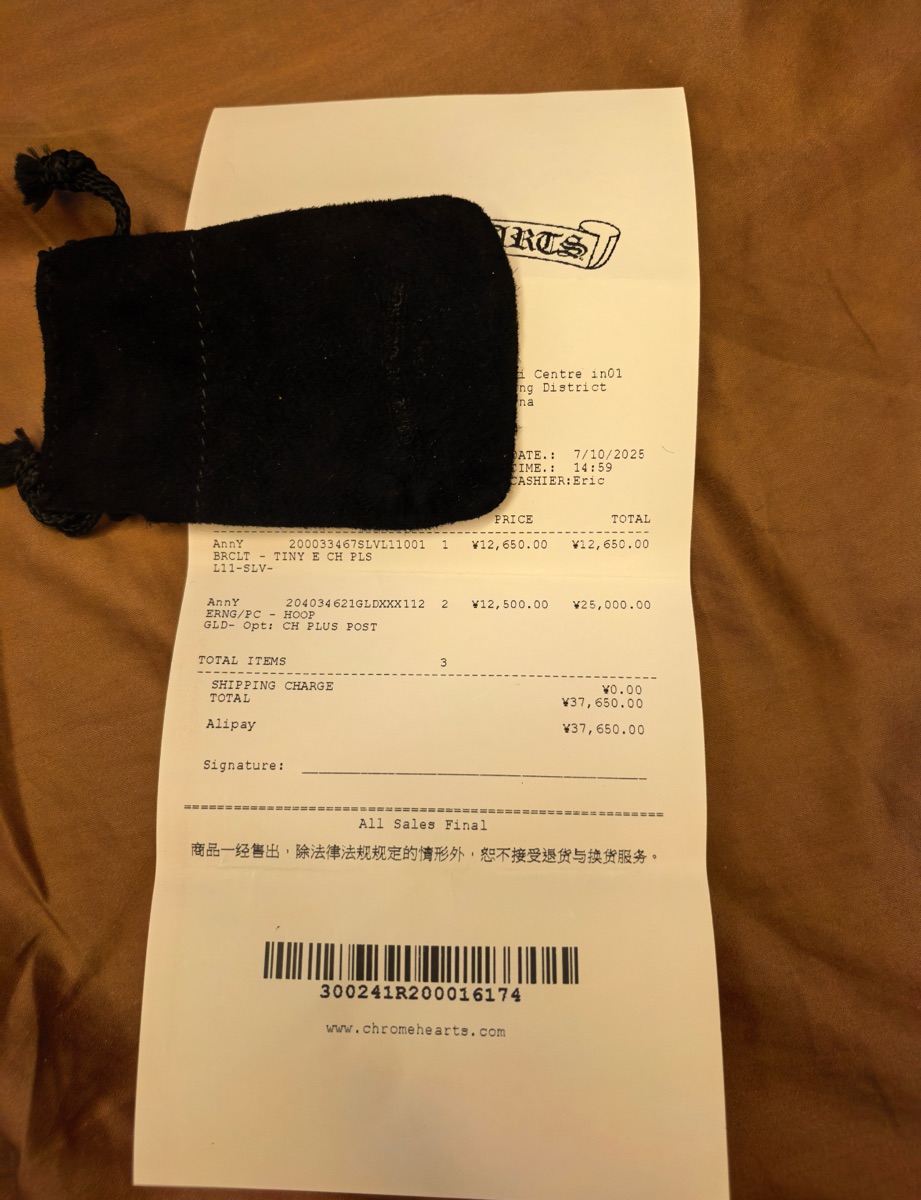 ARTS
Centre in01
District
DATE.: 7/10/2025
TIME.: 14:59
CASHIER:Eric
PRICE TOTAL
AnnY 200033467SLVL11001 1 ¥12,650.00 ¥12,650.00
BRCLT - TINY E CH PLS
L11-SLV-
AnnY 204034621GLDXXX112 2 ¥12,500.00 ¥25,000.00
ERNG/PC - HOOP
GLD- Opt: CH PLUS POST
TOTAL ITEMS 3
SHIPPING CHARGE ¥0.00
TOTAL ¥37,650.00
Alipay ¥37,650.00
Signature:
All Sales Final
商品一经售出，除法律法规规定的情形外，恕不接受退货与换货服务。
300241R200016174
www.chromehearts.com